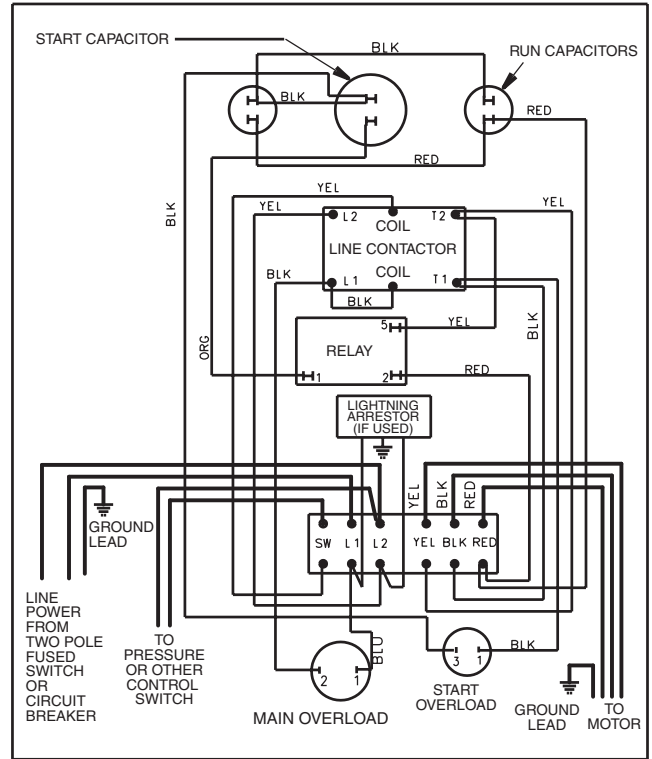 START CAPACITOR
BLK
RUN CAPACITORS
BLK
RED
RED
BLK
YEL
YEL
L2
COIL
T2
YEL
LINE CONTACTOR
BLK
L1
COIL
T1
BLK
BLK
ORG
5
YEL
RELAY
1
2
RED
LIGHTNING
ARRESTOR
(IF USED)
YEL
BLK
RED
GROUND
LEAD
SW
L1
L2
YEL
BLK
RED
LINE
POWER
FROM
TWO POLE
FUSED
SWITCH
OR
CIRCUIT
BREAKER
TO
PRESSURE
OR OTHER
CONTROL
SWITCH
BLU
2
1
MAIN OVERLOAD
3
1
BLK
START
OVERLOAD
GROUND
LEAD
TO
MOTOR